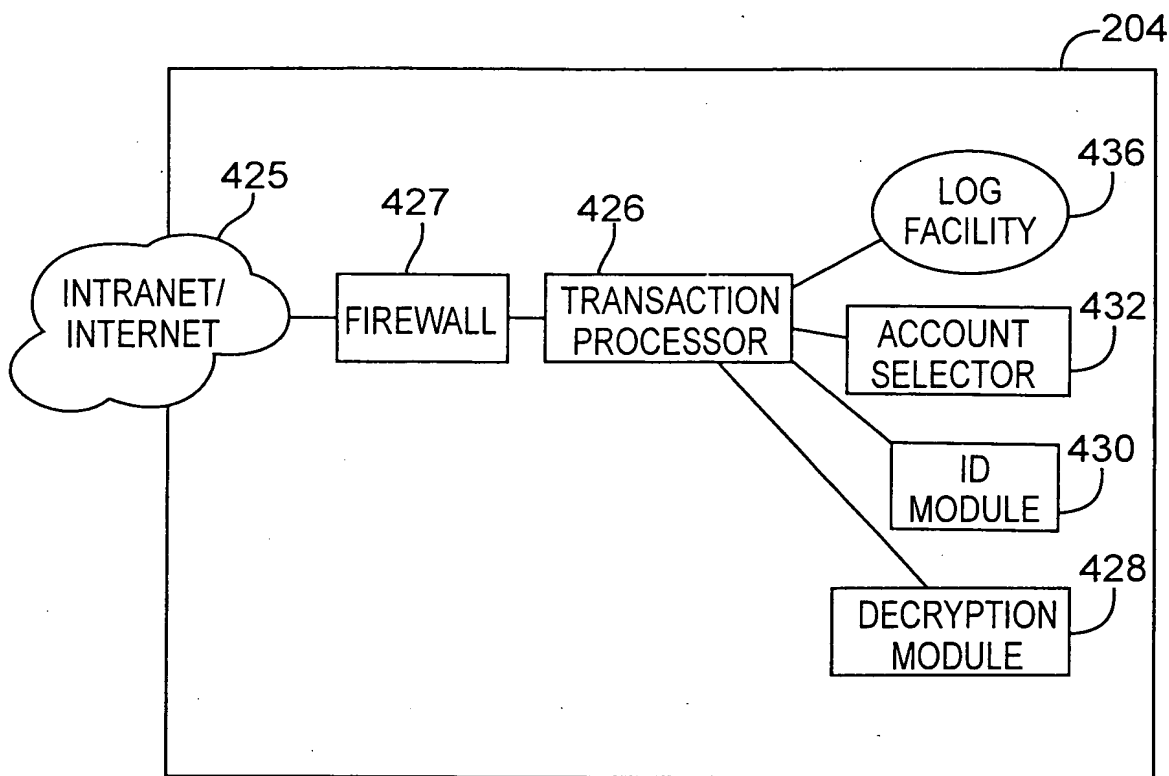 204
425
INTRANET/
INTERNET
427
FIREWALL
426
TRANSACTION
PROCESSOR
LOG
FACILITY
436
ACCOUNT
SELECTOR
432
ID
MODULE
430
DECRYPTION
MODULE
428